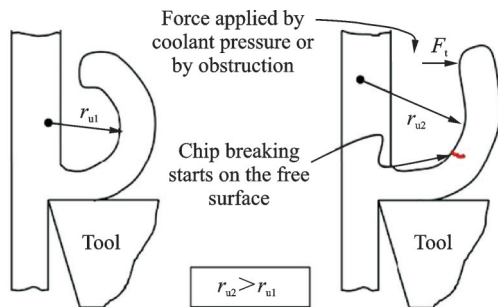 Force applied by
coolant pressure or
by obstruction
F_t
r_u1
r_u2
Chip breaking
starts on the free
surface
Tool
Tool
r_u2>r_u1